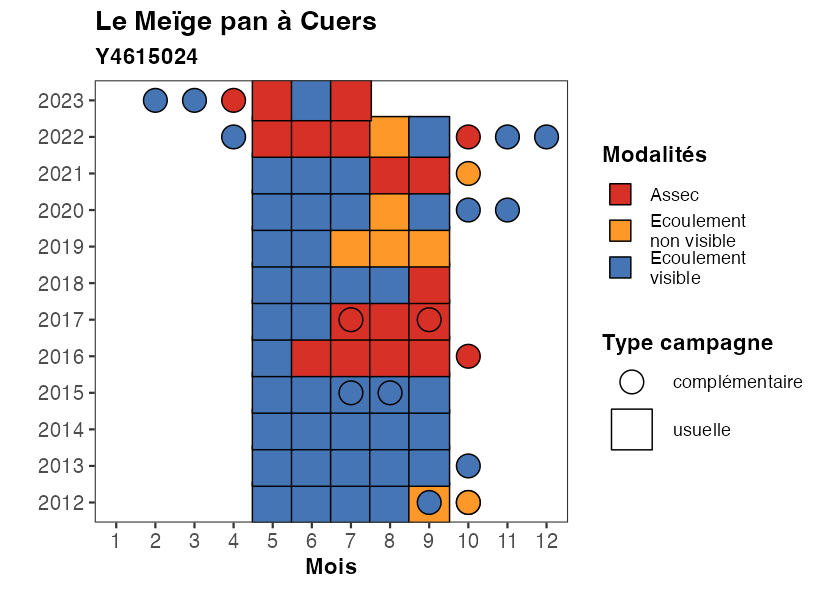 Le Meïge pan à Cuers
Y4615024
2023
2022
2021
2020
2019
2018
2017
2016
2015
2014
2013
2012
1 2 3 4 5 6 7 8 9 10 11 12
Mois
Modalités
Assec
Ecoulement
non visible
Ecoulement
visible
Type campagne
complémentaire
usuelle